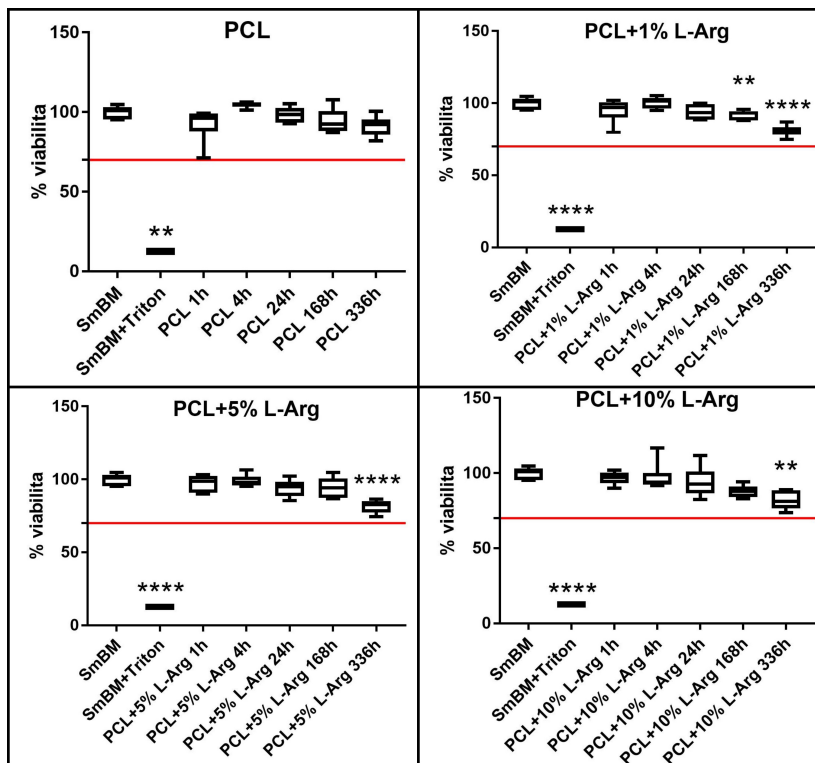 PCL
% viabilita
150
100
50
0
**
SmBM
SmBM+Triton
PCL 1h
PCL 4h
PCL 24h
PCL 168h
PCL 336h
PCL+1% L-Arg
% viabilita
150
100
50
0
**
****
****
SmBM
SmBM+Triton
PCL+1% L-Arg 1h
PCL+1% L-Arg 4h
PCL+1% L-Arg 24h
PCL+1% L-Arg 168h
PCL+1% L-Arg 336h
PCL+5% L-Arg
% viabilita
150
100
50
0
****
****
SmBM
SmBM+Triton
PCL+5% L-Arg 1h
PCL+5% L-Arg 4h
PCL+5% L-Arg 24h
PCL+5% L-Arg 168h
PCL+5% L-Arg 336h
PCL+10% L-Arg
% viabilita
150
100
50
0
**
****
SmBM
SmBM+Triton
PCL+10% L-Arg 1h
PCL+10% L-Arg 4h
PCL+10% L-Arg 24h
PCL+10% L-Arg 168h
PCL+10% L-Arg 336h